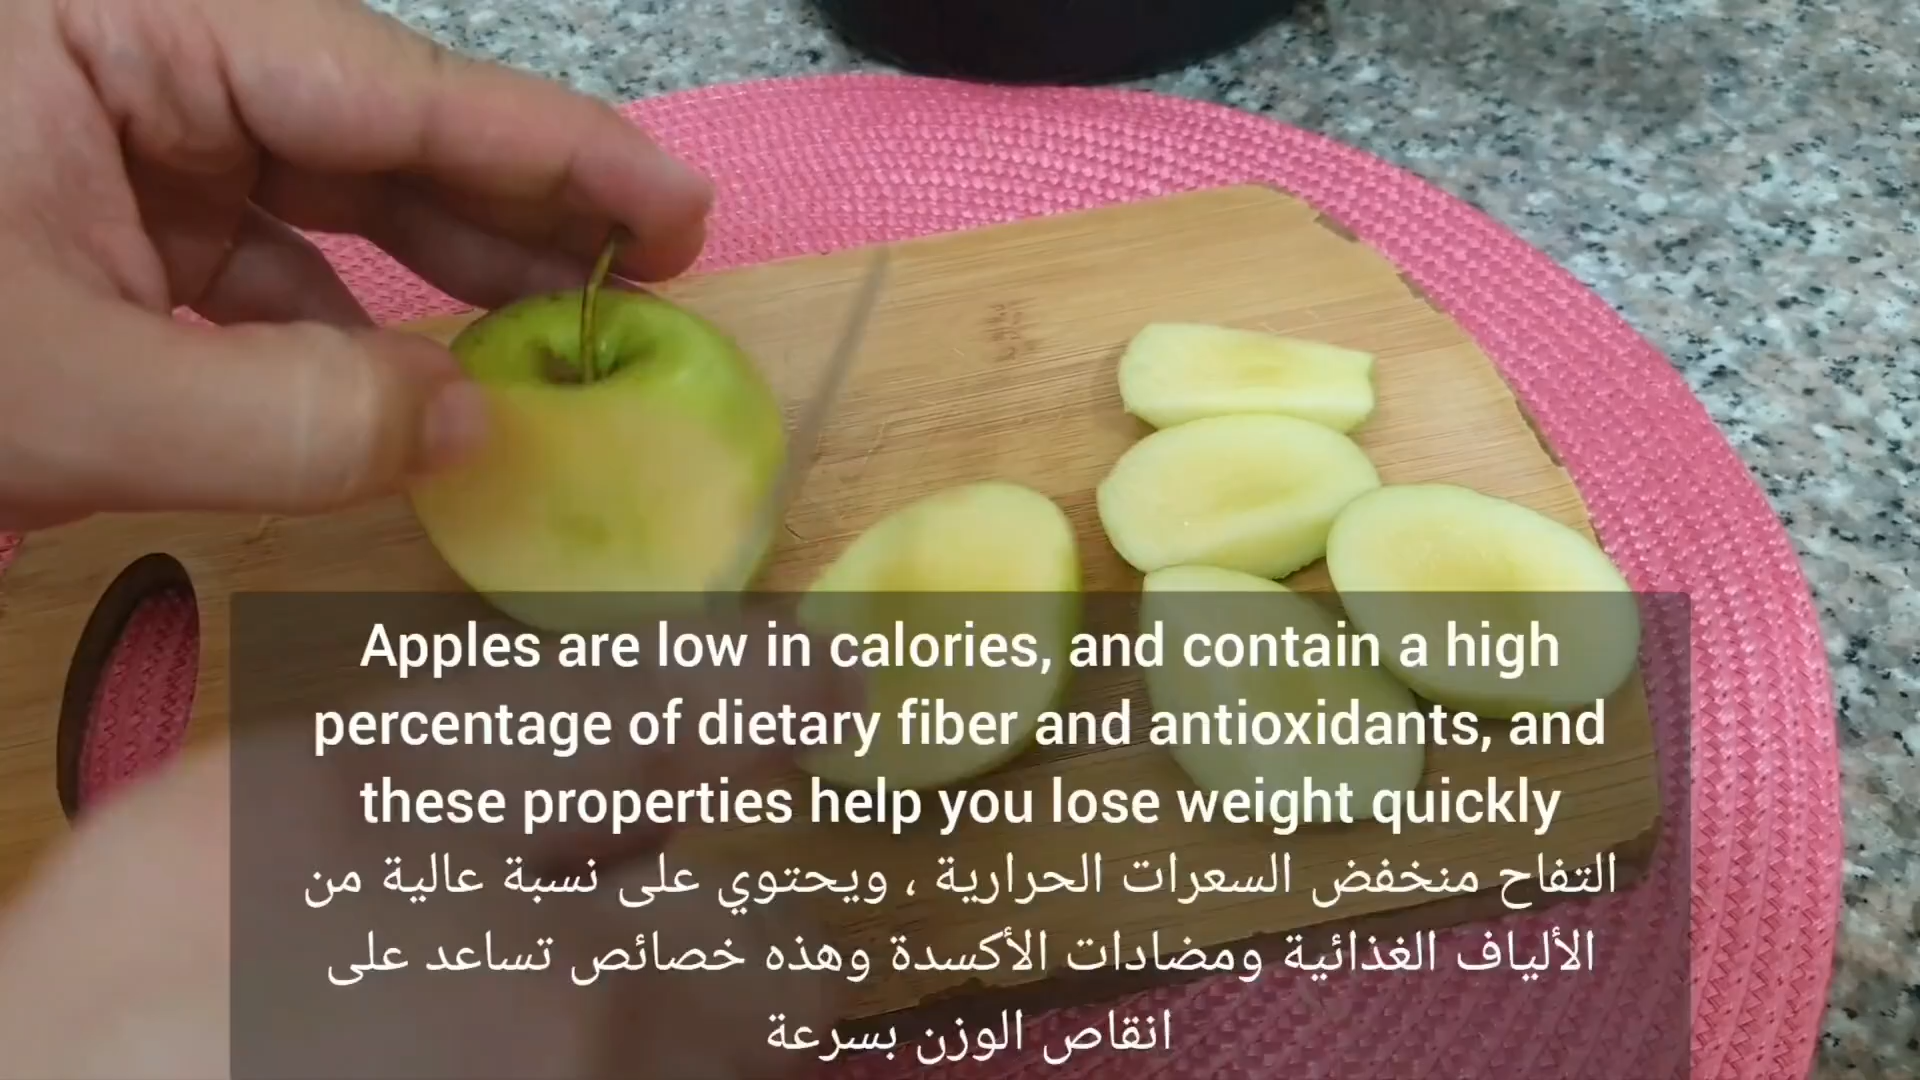 Apples are low in calories, and contain a high
percentage of dietary fiber and antioxidants, and
these properties help you lose weight quickly
التفاح منخفض السعرات الحرارية ، ويحتوي على نسبة عالية من
الألياف الغذائية ومضادات الأكسدة وهذه خصائص تساعد على
انقاص الوزن بسرعة